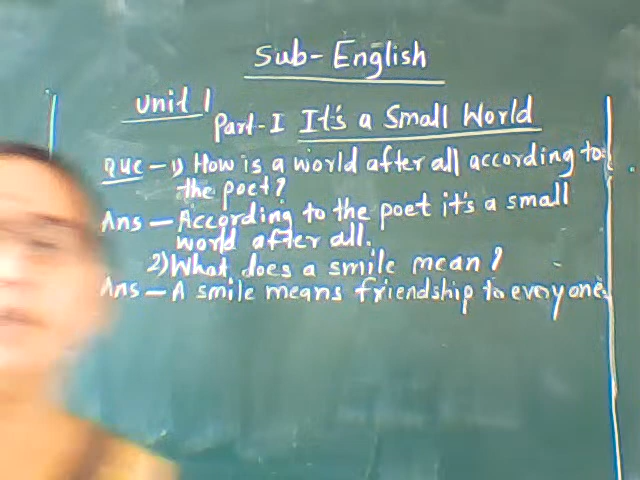 Sub- English
Unit 1
Part-I It's a Small World
Que - 1) How is a world after all according to
the poet?
Ans - According to the poet it's a small
world after all.
2) What does a smile mean?
Ans - A smile means friendship to everyone.